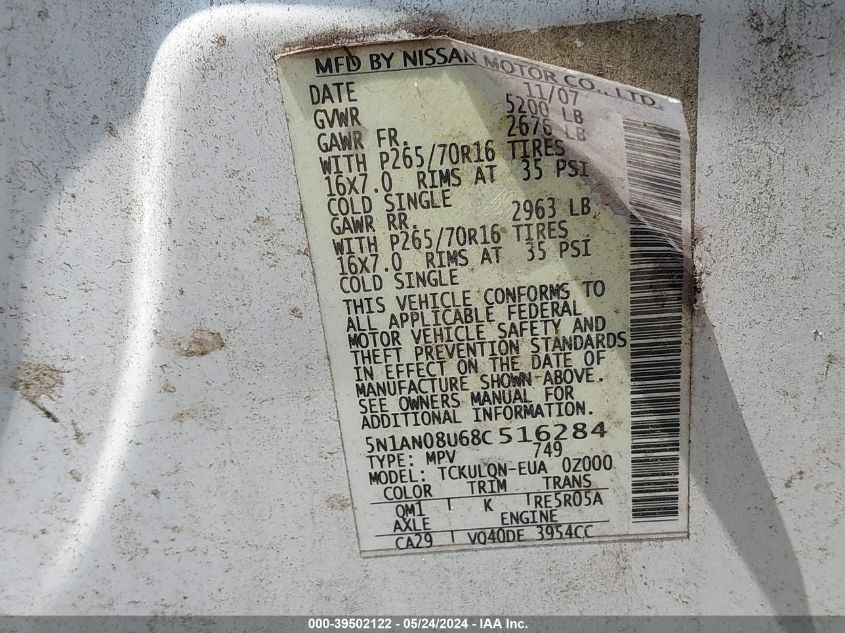 MFD BY NISSAN MOTOR CO., LTD.
DATE 11/07
GVWR 5200 LB
GAWR FR. 2676 LB
WITH P265/70R16 TIRES
16X7.0 RIMS AT 35 PSI
COLD SINGLE
GAWR RR. 2963 LB
WITH P265/70R16 TIRES
16X7.0 RIMS AT 35 PSI
COLD SINGLE
THIS VEHICLE CONFORMS TO
ALL APPLICABLE FEDERAL
MOTOR VEHICLE SAFETY AND
THEFT PREVENTION STANDARDS
IN EFFECT ON THE DATE OF
MANUFACTURE SHOWN ABOVE.
SEE OWNERS MANUAL FOR
ADDITIONAL INFORMATION.
5N1AN08U68C516284
TYPE: MPV 749
MODEL: TCKULQN-EUA 0Z000
COLOR TRIM TRANS
QM1 K RE5R05A
AXLE ENGINE
CA29 VQ40DE 3954CC
000-39502122 - 05/24/2024 - IAA Inc.